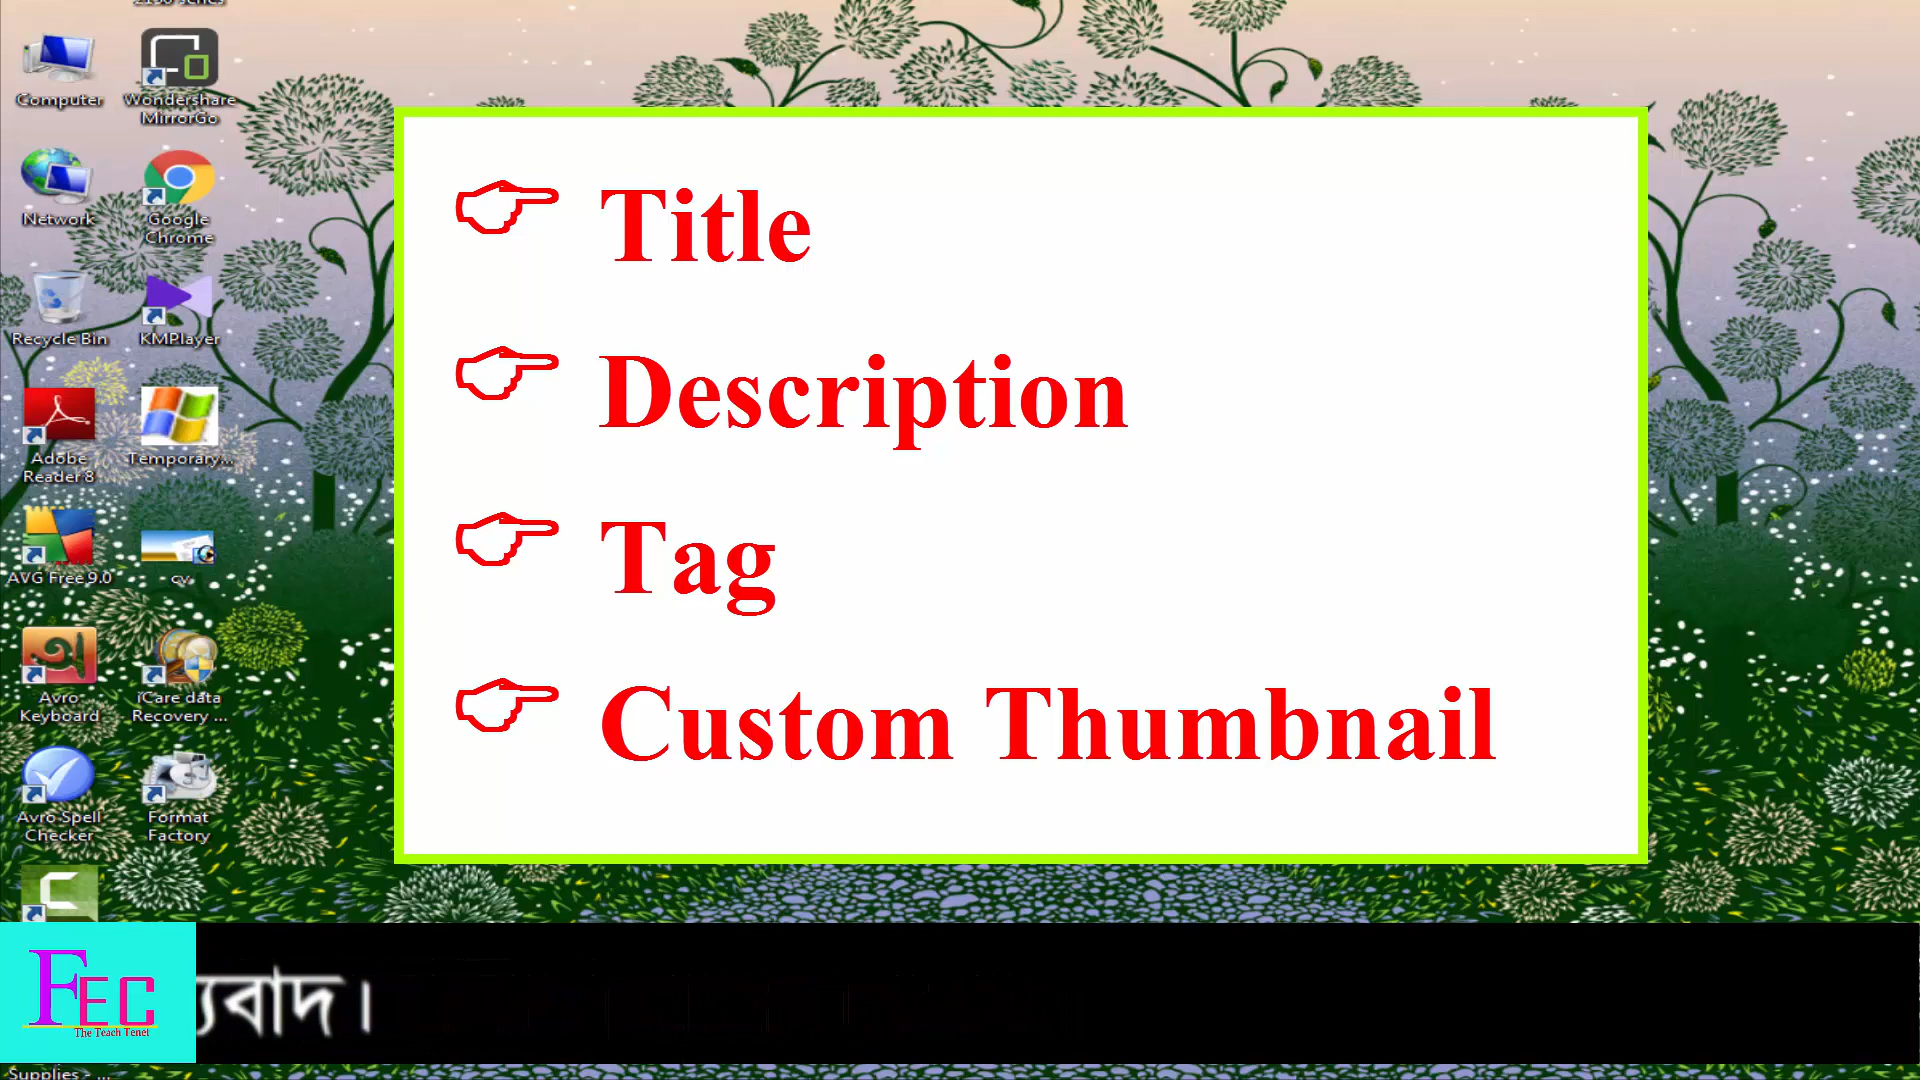 Computer
Wondershare
MirrorGo
Network
Google
Chrome
Recycle Bin
KMPlayer
Adobe
Reader 8
Temporary...
AVG Free 9.0
cv
Avro
Keyboard
iCare data
Recovery ...
Avro Spell
Checker
Format
Factory
Title
Description
Tag
Custom Thumbnail
FEC
The Teach Tenet
্যবাদ।
Supplies - ...